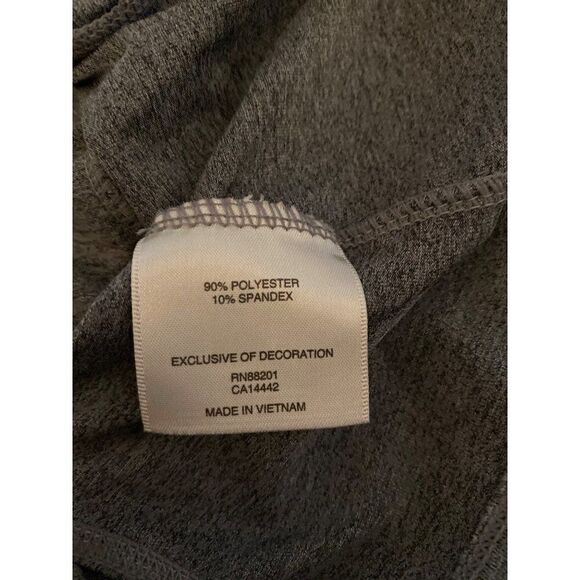 90% POLYESTER
10% SPANDEX
EXCLUSIVE OF DECORATION
RN88201
CA14442
MADE IN VIETNAM